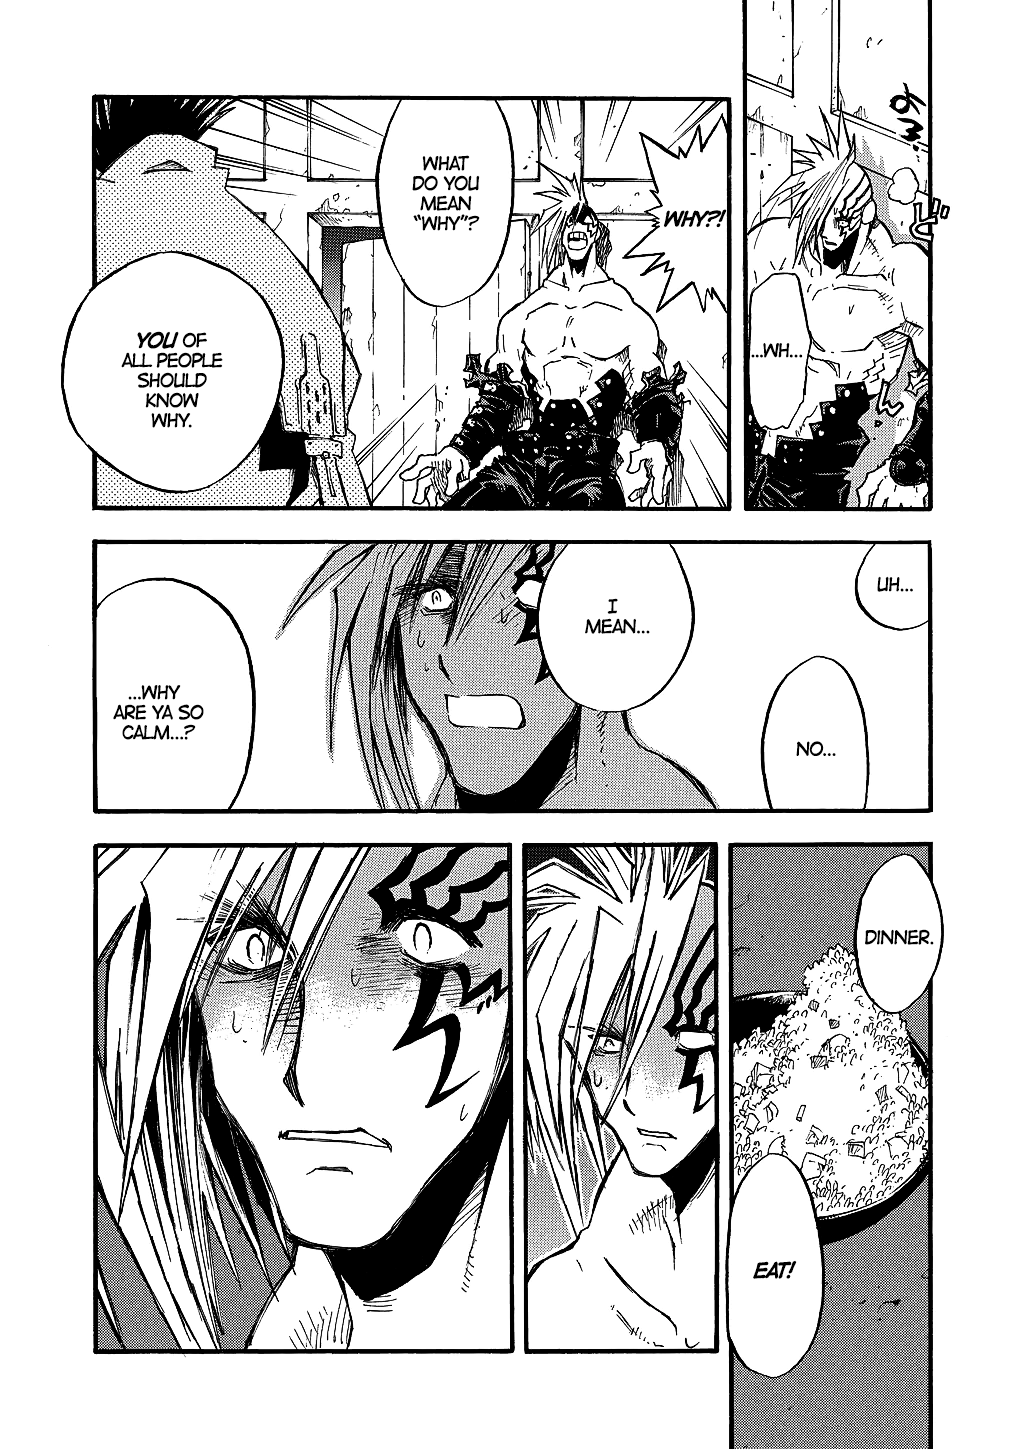 ...WH...
WHY?!
WHAT
DO YOU
MEAN
"WHY"?
YOU OF
ALL PEOPLE
SHOULD
KNOW
WHY.
UH...
NO...
I
MEAN...
...WHY
ARE YA SO
CALM...?
DINNER.
EAT!